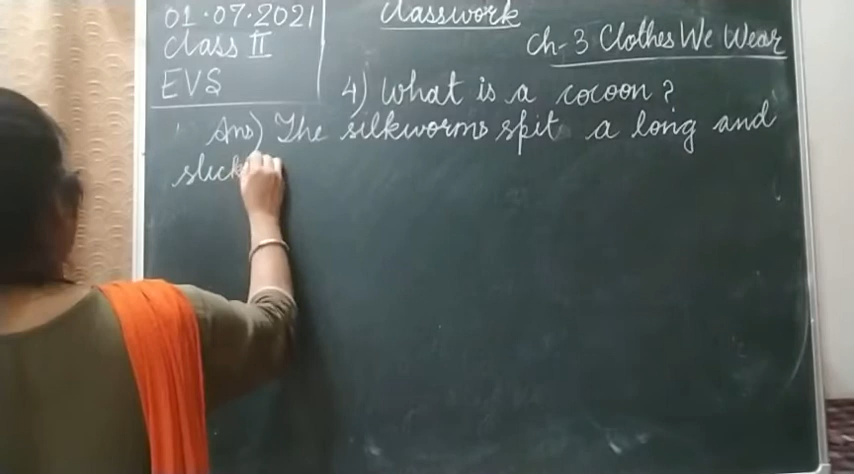 01.07.2021
Class II
EVS
Classwork
Ch-3 Clothes We Wear
4) What is a cocoon?
Ans) The silkworms spit a long and
slick